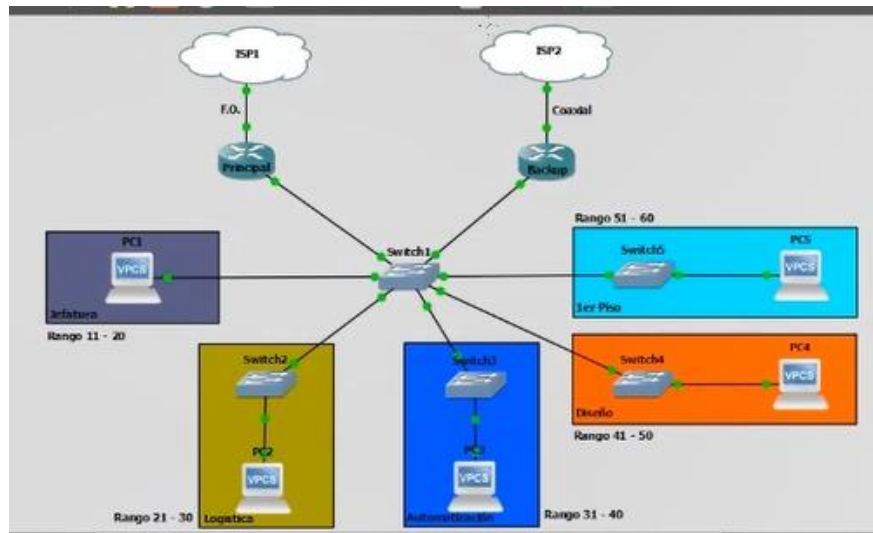 ISP1
ISP2
F.O.
Coaxial
Principal
Backup
Rango 51 - 60
PC1
Switch1
Switch5
PC5
VPCS
VPCS
Jefatura
1er Piso
Rango 11 - 20
Switch2
Switch3
Switch4
PC4
VPCS
Diseño
Rango 41 - 50
PC2
PC3
VPCS
VPCS
Rango 21 - 30
Logistica
Automatización
Rango 31 - 40